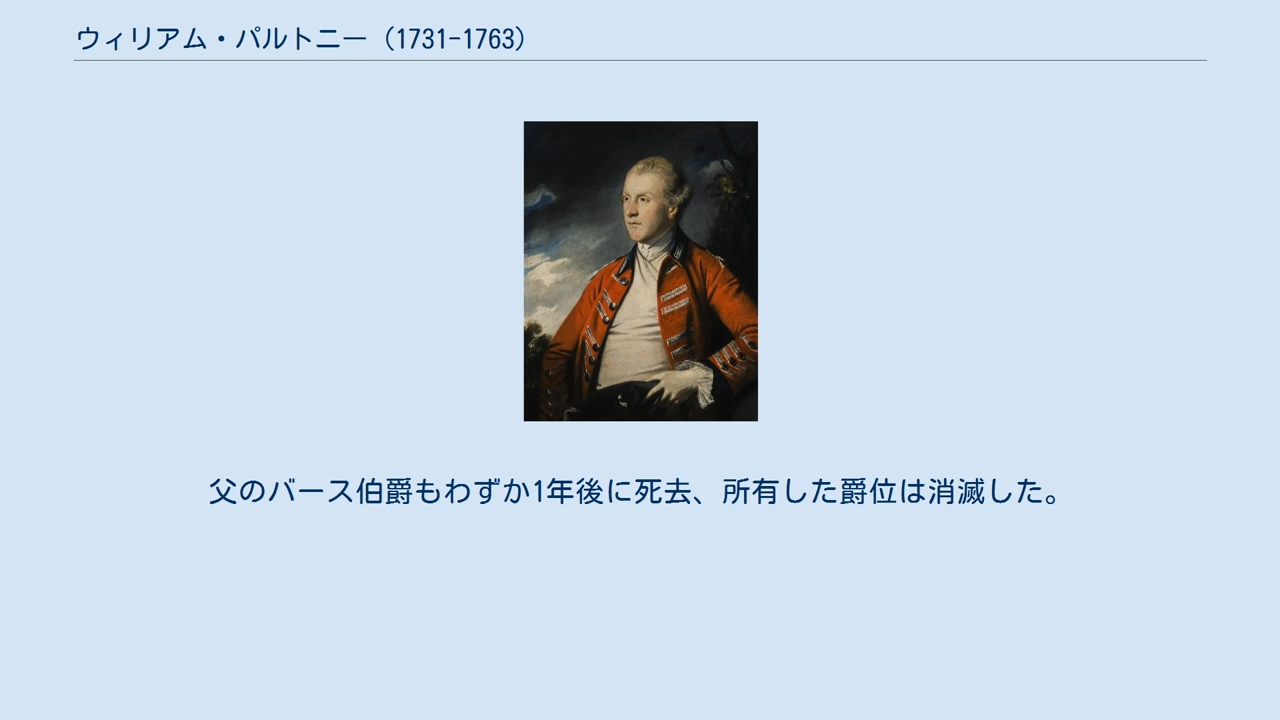 ウィリアム・パルトニー（1731-1763）
父のバース伯爵もわずか1年後に死去、所有した爵位は消滅した。